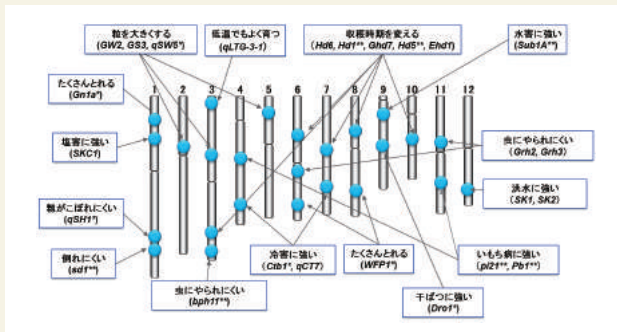 粒を大きくする
(GW2, GS3, qSW5*)
低温でもよく育つ
(qLTG-3-1)
収穫時期を変える
(Hd6, Hd1**, Ghd7, Hd5**, Ehd1)
水害に強い
(Sub1A**)
たくさんとれる
(Gn1a*)
1 2 3 4 5 6 7 8 9 10 11 12
塩害に強い
(SKC1)
虫にやられにくい
(Grh2, Grh3)
籾がこぼれにくい
(qSH1*)
洪水に強い
(SK1, SK2)
倒れにくい
(sd1**)
冷害に強い
(Ctb1*, qCT7)
たくさんとれる
(WFP1*)
いもち病に強い
(pi21**, Pb1**)
虫にやられにくい
(bph11**)
干ばつに強い
(Dro1*)